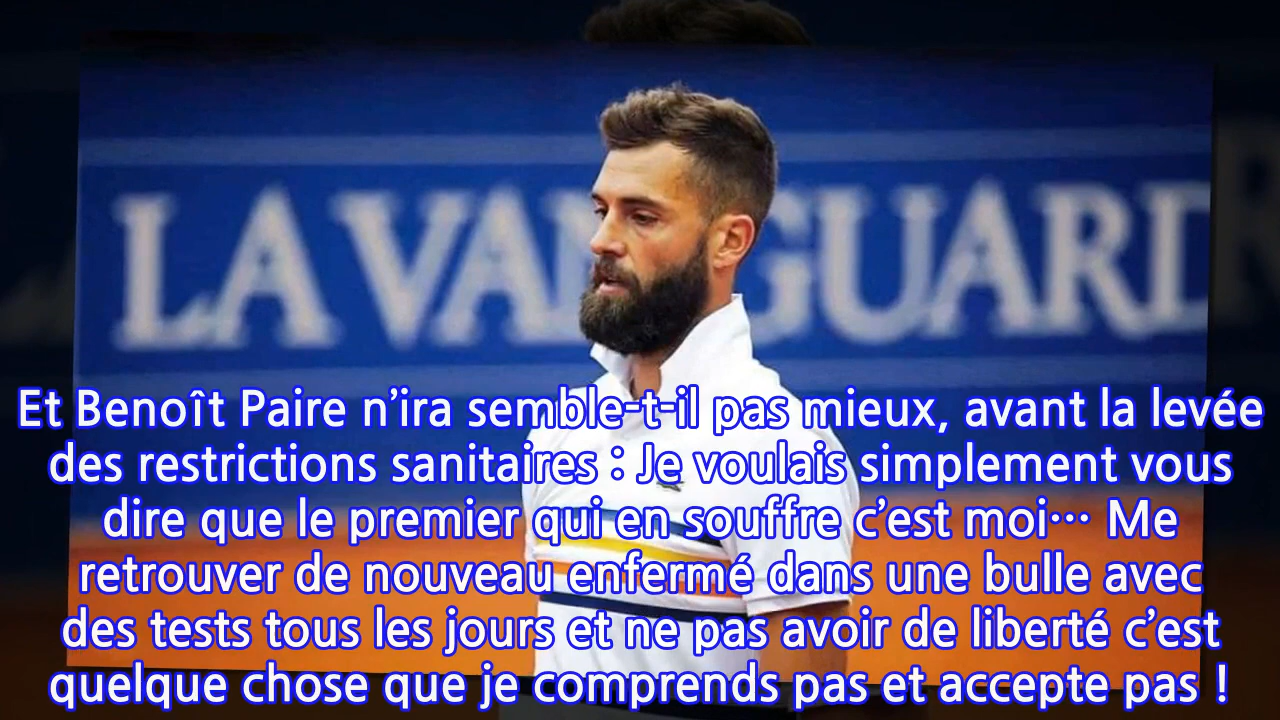 LA VANGUARD
Et Benoît Paire n’ira semble-t-il pas mieux, avant la levée
des restrictions sanitaires : Je voulais simplement vous
dire que le premier qui en souffre c’est moi… Me
retrouver de nouveau enfermé dans une bulle avec
des tests tous les jours et ne pas avoir de liberté c’est
quelque chose que je comprends pas et accepte pas !